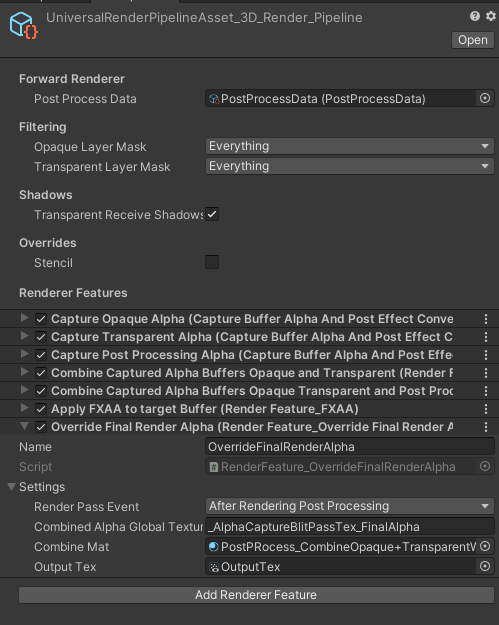 UniversalRenderPipelineAsset_3D_Render_Pipeline
Open
Forward Renderer
Post Process Data PostProcessData (PostProcessData)
Filtering
Opaque Layer Mask Everything
Transparent Layer Mask Everything
Shadows
Transparent Receive Shadows
Overrides
Stencil
Renderer Features
Capture Opaque Alpha (Capture Buffer Alpha And Post Effect Conve
Capture Transparent Alpha (Capture Buffer Alpha And Post Effect C
Capture Post Processing Alpha (Capture Buffer Alpha And Post Effe
Combine Captured Alpha Buffers Opaque and Transparent (Render F
Combine Captured Alpha Buffers Opaque Transparent and Post Proc
Apply FXAA to target Buffer (Render Feature_FXAA)
Override Final Render Alpha (Render Feature_Override Final Render A
Name OverrideFinalRenderAlpha
Script RenderFeature_OverrideFinalRenderAlpha
Settings
Render Pass Event After Rendering Post Processing
Combined Alpha Global Textur _AlphaCaptureBlitPassTex_FinalAlpha
Combine Mat PostPRocess_CombineOpaque+TransparentW
Output Tex OutputTex
Add Renderer Feature